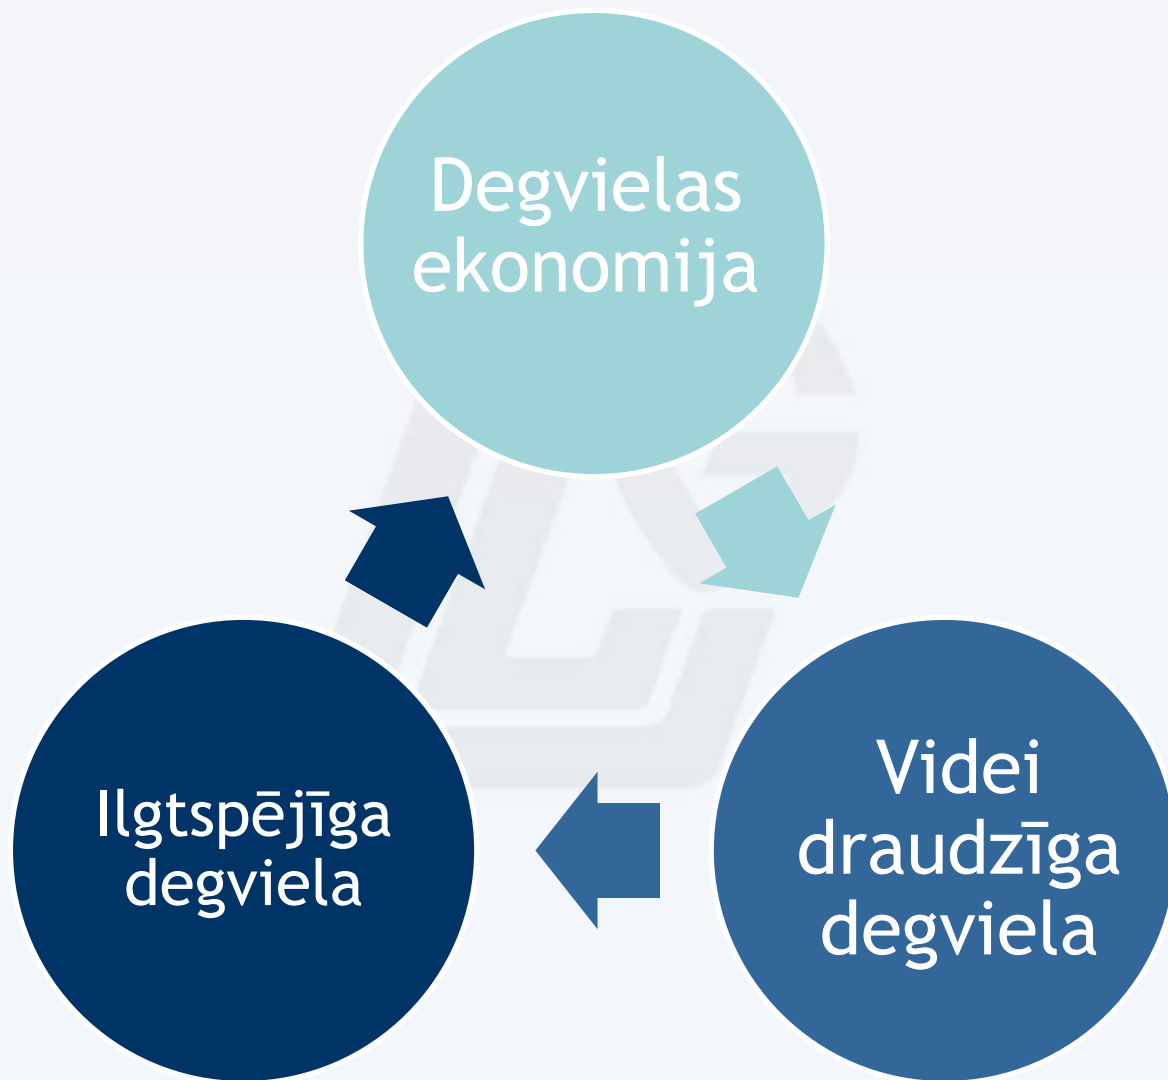 Degvielas
ekonomija
Videi
draudzīga
degviela
Ilgtspējīga
degviela